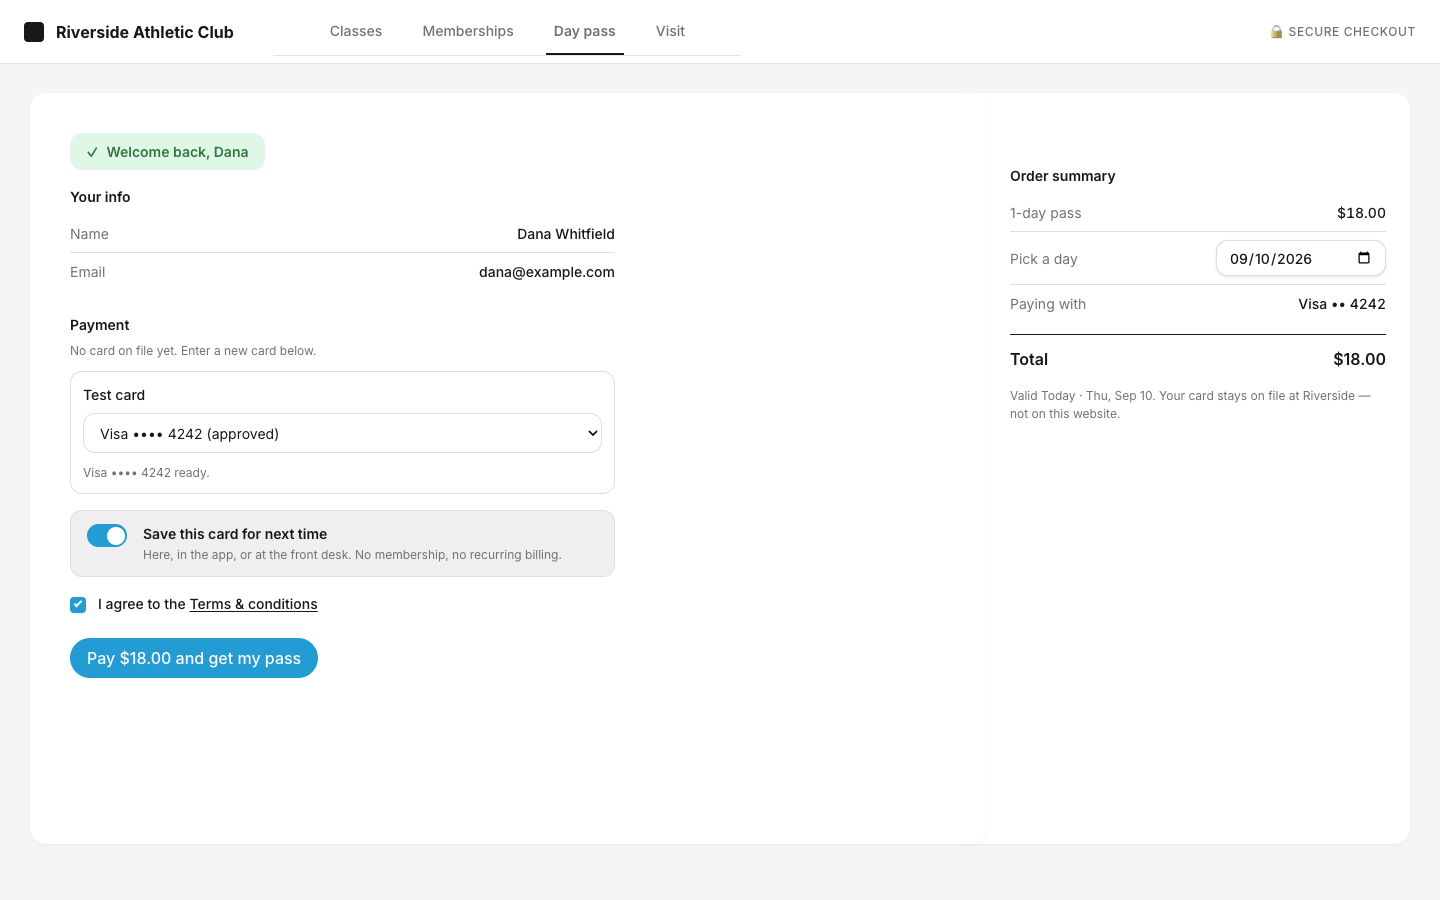 Riverside Athletic Club
Classes
Memberships
Day pass
Visit
🔒 SECURE CHECKOUT
✓ Welcome back, Dana
Your info
Name Dana Whitfield
Email dana@example.com
Payment
No card on file yet. Enter a new card below.
Test card
Visa •••• 4242 (approved)
Visa •••• 4242 ready.
Save this card for next time
Here, in the app, or at the front desk. No membership, no recurring billing.
I agree to the Terms & conditions
Pay $18.00 and get my pass
Order summary
1-day pass $18.00
Pick a day 09/10/2026
Paying with Visa •• 4242
Total $18.00
Valid Today · Thu, Sep 10. Your card stays on file at Riverside —
not on this website.